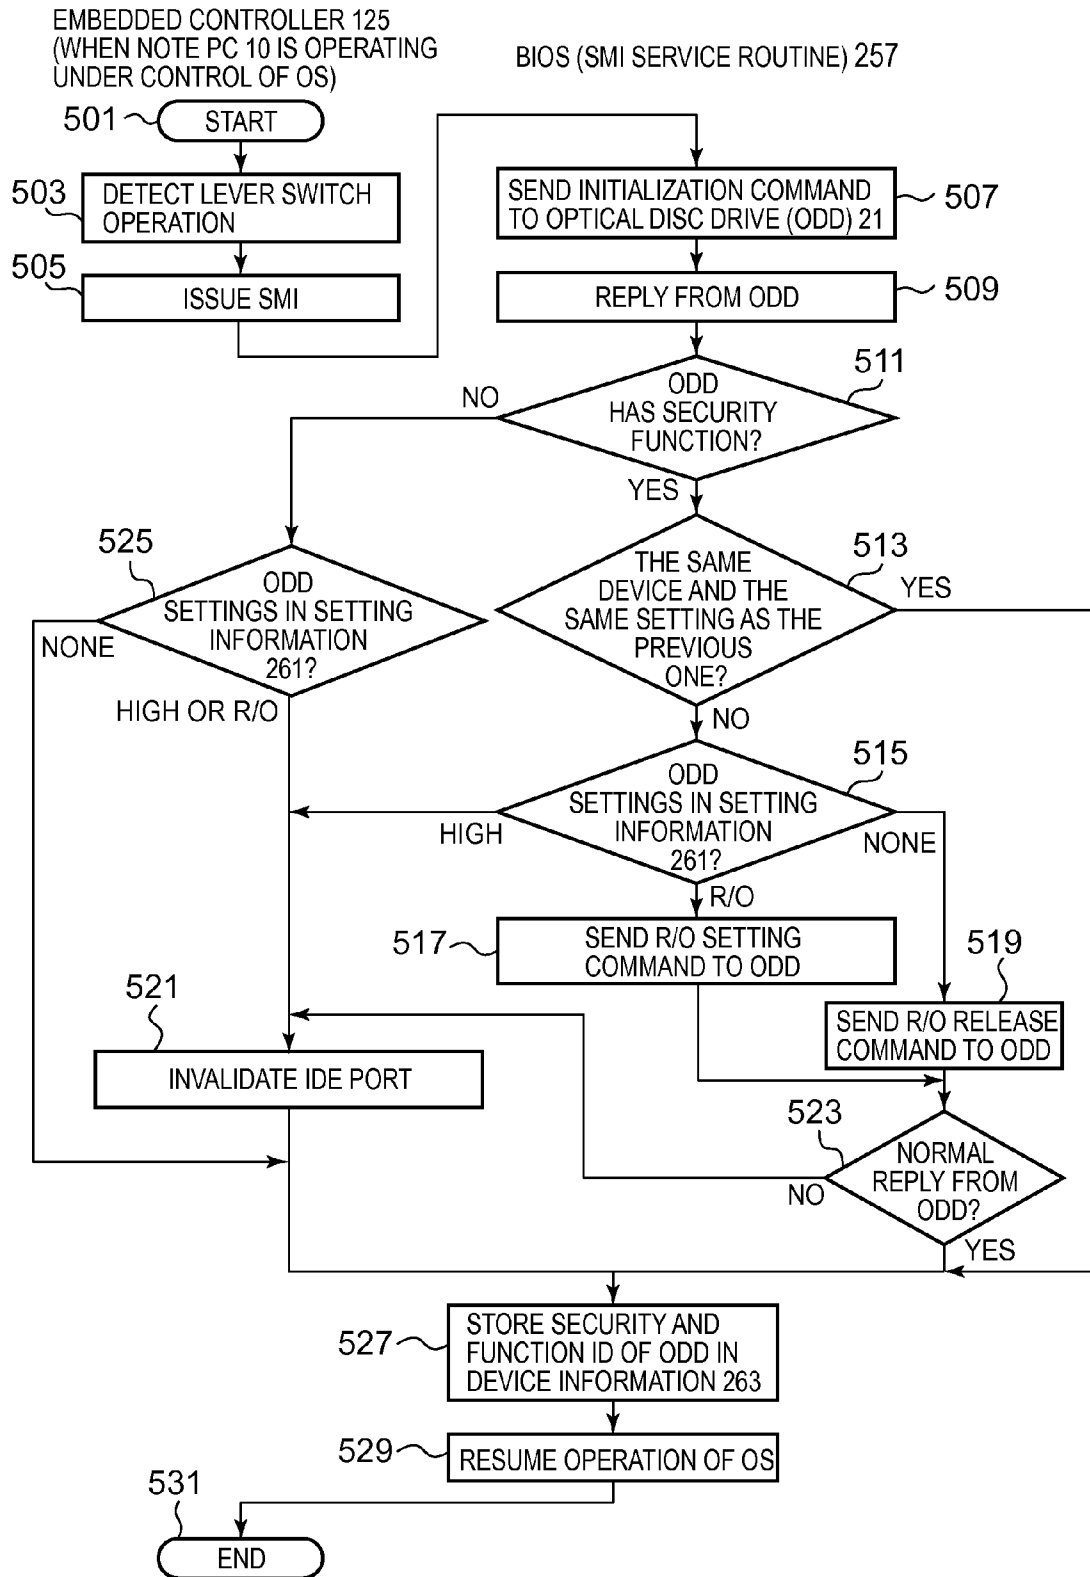 EMBEDDED CONTROLLER 125
(WHEN NOTE PC 10 IS OPERATING
UNDER CONTROL OF OS)
BIOS (SMI SERVICE ROUTINE) 257
501
START
503
DETECT LEVER SWITCH
OPERATION
505
ISSUE SMI
SEND INITIALIZATION COMMAND
TO OPTICAL DISC DRIVE (ODD) 21
507
REPLY FROM ODD
509
511
ODD
HAS SECURITY
FUNCTION?
NO
YES
525
ODD
SETTINGS IN SETTING
INFORMATION
261?
NONE
HIGH OR R/O
513
THE SAME
DEVICE AND THE
SAME SETTING AS THE
PREVIOUS
ONE?
YES
NO
515
ODD
SETTINGS IN SETTING
INFORMATION
261?
HIGH
NONE
R/O
517
SEND R/O SETTING
COMMAND TO ODD
519
SEND R/O RELEASE
COMMAND TO ODD
521
INVALIDATE IDE PORT
523
NORMAL
REPLY FROM
ODD?
NO
YES
527
STORE SECURITY AND
FUNCTION ID OF ODD IN
DEVICE INFORMATION 263
529
RESUME OPERATION OF OS
531
END